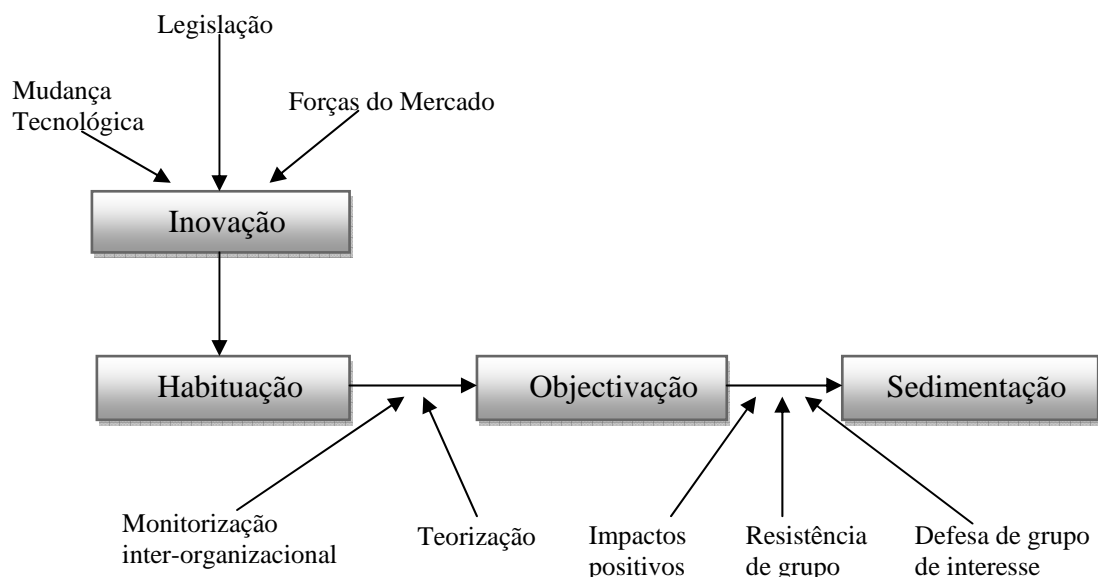 Legislação
Mudança
Tecnológica
Forças do Mercado
Inovação
Habituação
Objectivação
Sedimentação
Monitorização
inter-organizacional
Teorização
Impactos
positivos
Resistência
de grupo
Defesa de grupo
de interesse